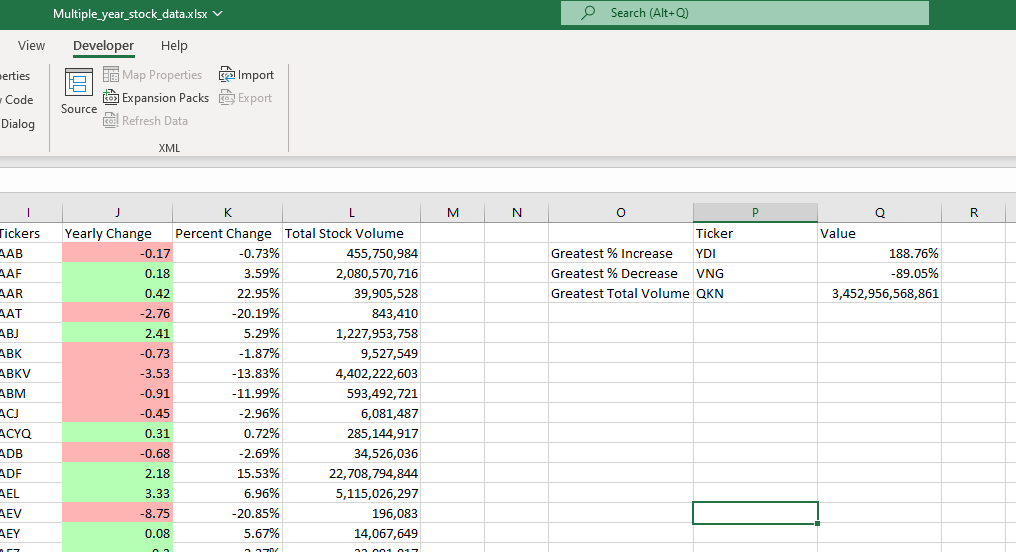 Multiple_year_stock_data.xlsx
Search (Alt+Q)
View Developer Help
erties Map Properties Import
Code Source Expansion Packs Export
Dialog Refresh Data
XML
I J K L M N O P Q R
Tickers Yearly Change Percent Change Total Stock Volume Ticker Value
AAB -0.17 -0.73% 455,750,984 Greatest % Increase YDI 188.76%
AAF 0.18 3.59% 2,080,570,716 Greatest % Decrease VNG -89.05%
AAR 0.42 22.95% 39,905,528 Greatest Total Volume QKN 3,452,956,568,861
AAT -2.76 -20.19% 843,410
ABJ 2.41 5.29% 1,227,953,758
ABK -0.73 -1.87% 9,527,549
ABKV -3.53 -13.83% 4,402,222,603
ABM -0.91 -11.99% 593,492,721
ACJ -0.45 -2.96% 6,081,487
ACYQ 0.31 0.72% 285,144,917
ADB -0.68 -2.69% 34,526,036
ADF 2.18 15.53% 22,708,794,844
AEL 3.33 6.96% 5,115,026,297
AEV -8.75 -20.85% 196,083
AEY 0.08 5.67% 14,067,649